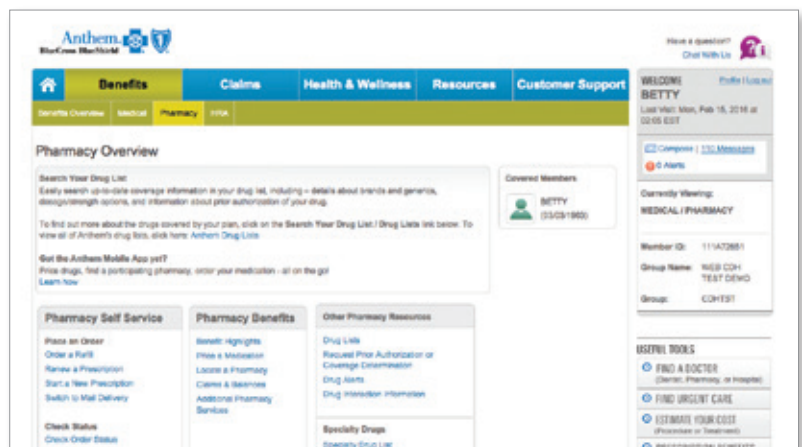 Anthem
BlueCross BlueShield
Have a question?
Chat With Us
Benefits
Claims
Health & Wellness
Resources
Customer Support
Benefits Overview
Medical
Pharmacy
HRA
WELCOME
Profile | Log out
BETTY
Last Visit: Mon, Feb 15, 2016 at
02:05 EST
Compose | 110 Messages
0 Alerts
Currently Viewing:
MEDICAL / PHARMACY
Member ID:
Group Name: WEB CDH
TEST DEMO
Group: COHTST
Pharmacy Overview
Search Your Drug List
Easily search up-to-date coverage information in your drug list, including – details about brands and generics,
dosage/strength options, and information about prior authorization of your drug.
To find out more about the drugs covered by your plan, click on the Search Your Drug List / Drug Lists link below. To
view all of Anthem's drug lists, click here: Anthem Drug Lists
Got the Anthem Mobile App yet?
Price drugs, find a participating pharmacy, order your medication - all on the go!
Learn how
Covered Members
BETTY
Pharmacy Self Service
Place an Order
Order a Refill
Renew a Prescription
Start a New Prescription
Switch to Mail Delivery
Check Status
Check Order Status
Pharmacy Benefits
Benefit Highlights
Price a Medication
Locate a Pharmacy
Claims & Balances
Additional Pharmacy
Services
Other Pharmacy Resources
Drug Lists
Request Prior Authorization or
Coverage Determination
Drug Alerts
Drug Interaction Information
Specialty Drugs
Specialty Drug List
USEFUL TOOLS
FIND A DOCTOR
(Dentist, Pharmacy, or Hospital)
FIND URGENT CARE
ESTIMATE YOUR COST
(Procedure or Treatment)